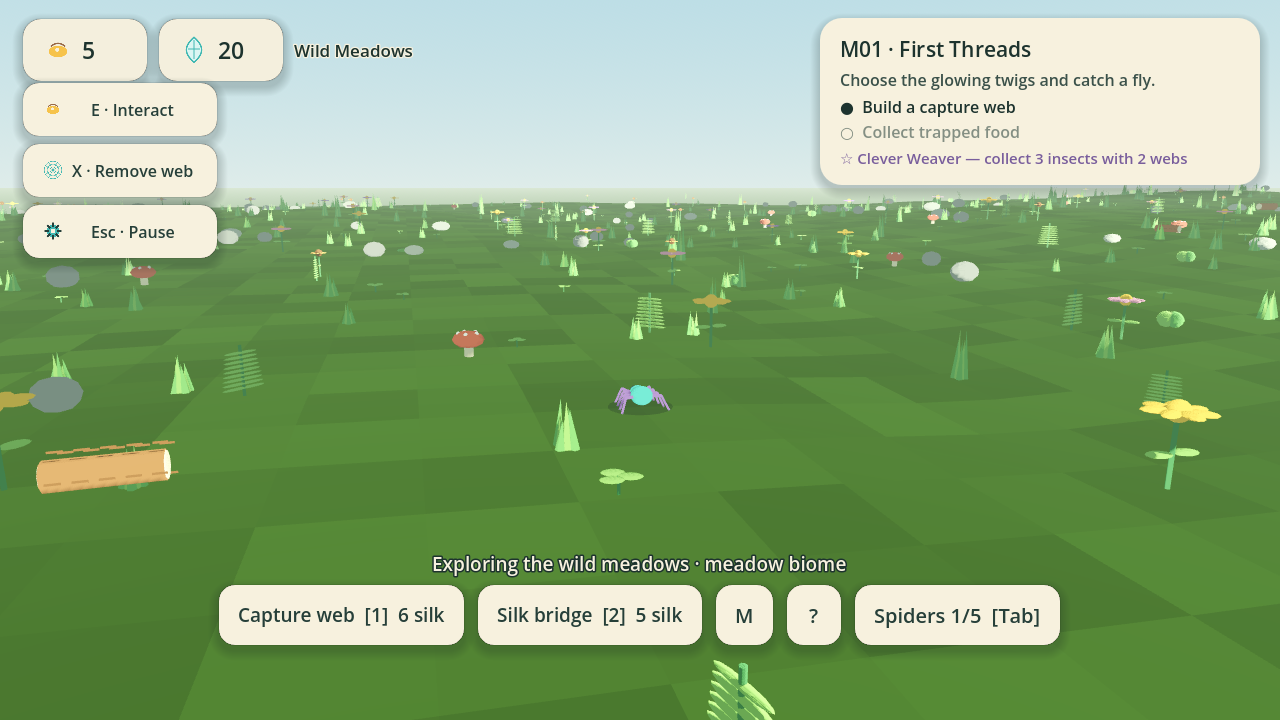 5
20
Wild Meadows
E · Interact
X · Remove web
Esc · Pause
M01 · First Threads
Choose the glowing twigs and catch a fly.
● Build a capture web
○ Collect trapped food
☆ Clever Weaver — collect 3 insects with 2 webs
Exploring the wild meadows · meadow biome
Capture web [1] 6 silk
Silk bridge [2] 5 silk
M
?
Spiders 1/5 [Tab]